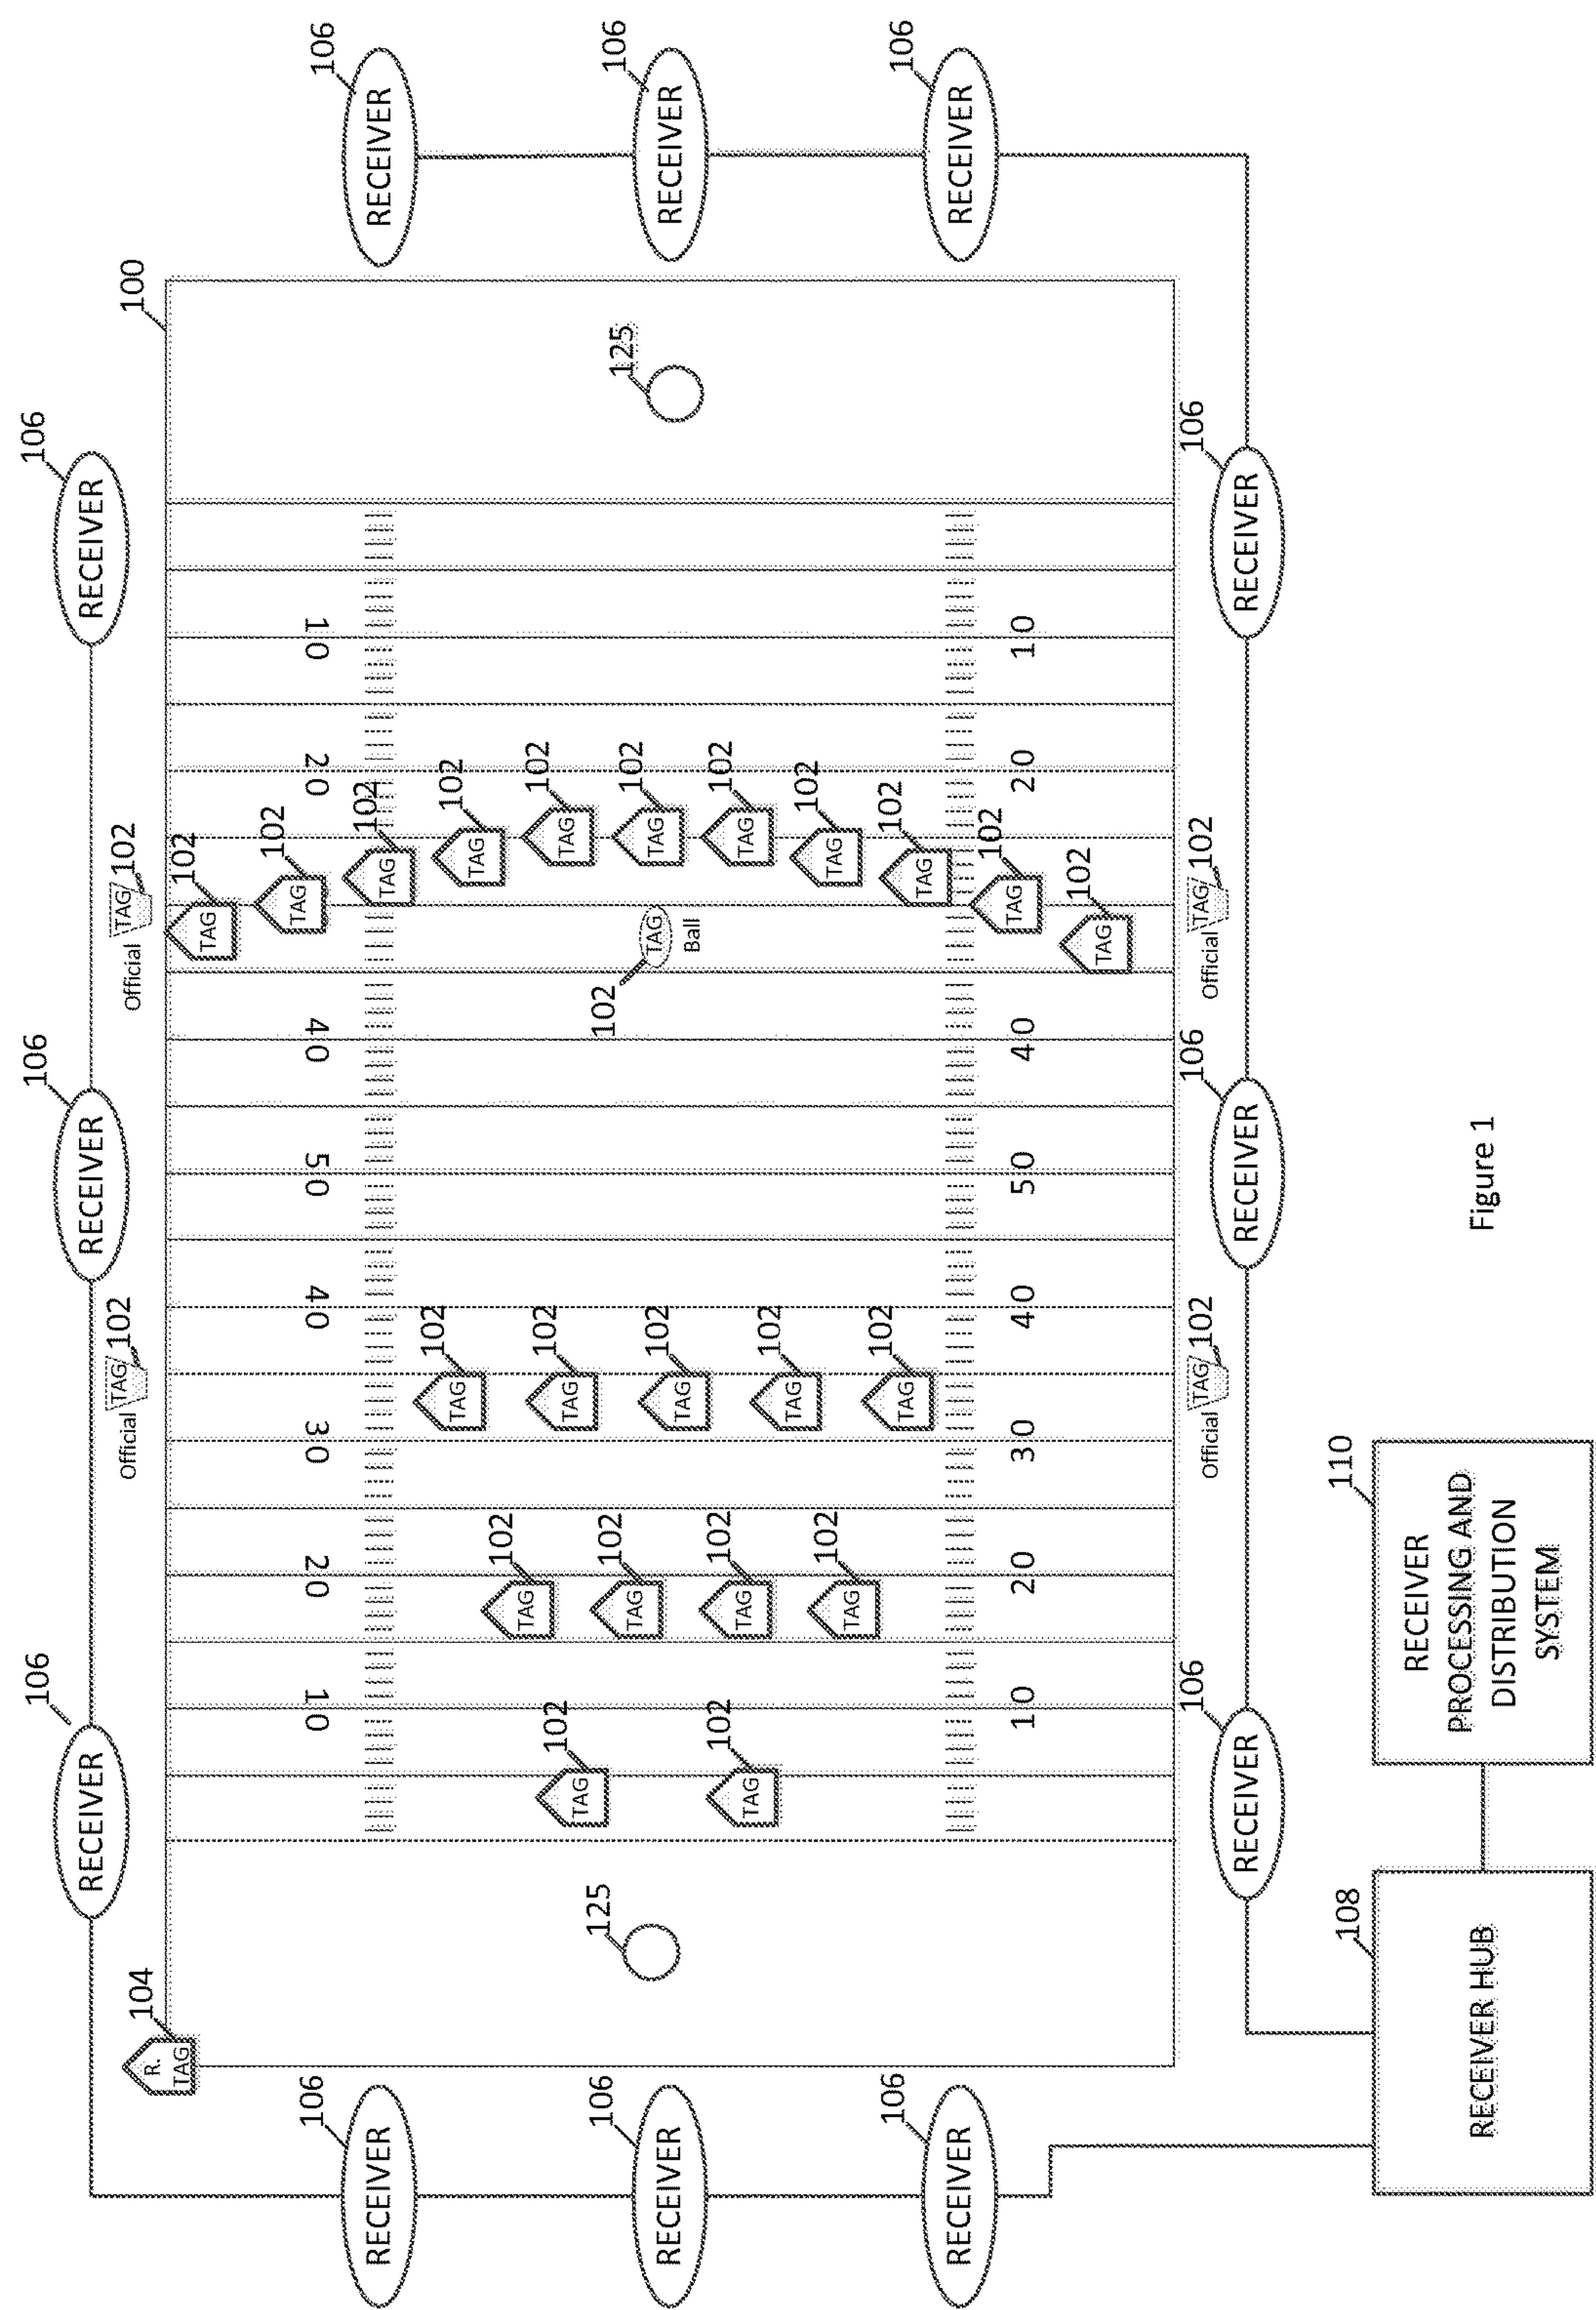 106
106
106
RECEIVER
RECEIVER
RECEIVER
104
Official TAG 102
Official TAG 102
100
R.
TAG
102
TAG
102
TAG
106
10
20
30
40
50
40
20
10
106
102
RECEIVER
TAG
RECEIVER
102
TAG
102
TAG
102
TAG
102
TAG
102
TAG
102
TAG
106
125
102
TAG
102
TAG
Ball
102
TAG
125
106
RECEIVER
102
TAG
RECEIVER
102
TAG
102
TAG
102
TAG
102
TAG
102
TAG
102
TAG
106
102
TAG
102
TAG
106
RECEIVER
RECEIVER
102
TAG
10
20
30
40
50
40
20
10
102
TAG
106
106
106
Official TAG 102
Official TAG 102
RECEIVER
RECEIVER
RECEIVER
108
110
RECEIVER HUB
RECEIVER
PROCESSING AND
DISTRIBUTION
SYSTEM
Figure 1